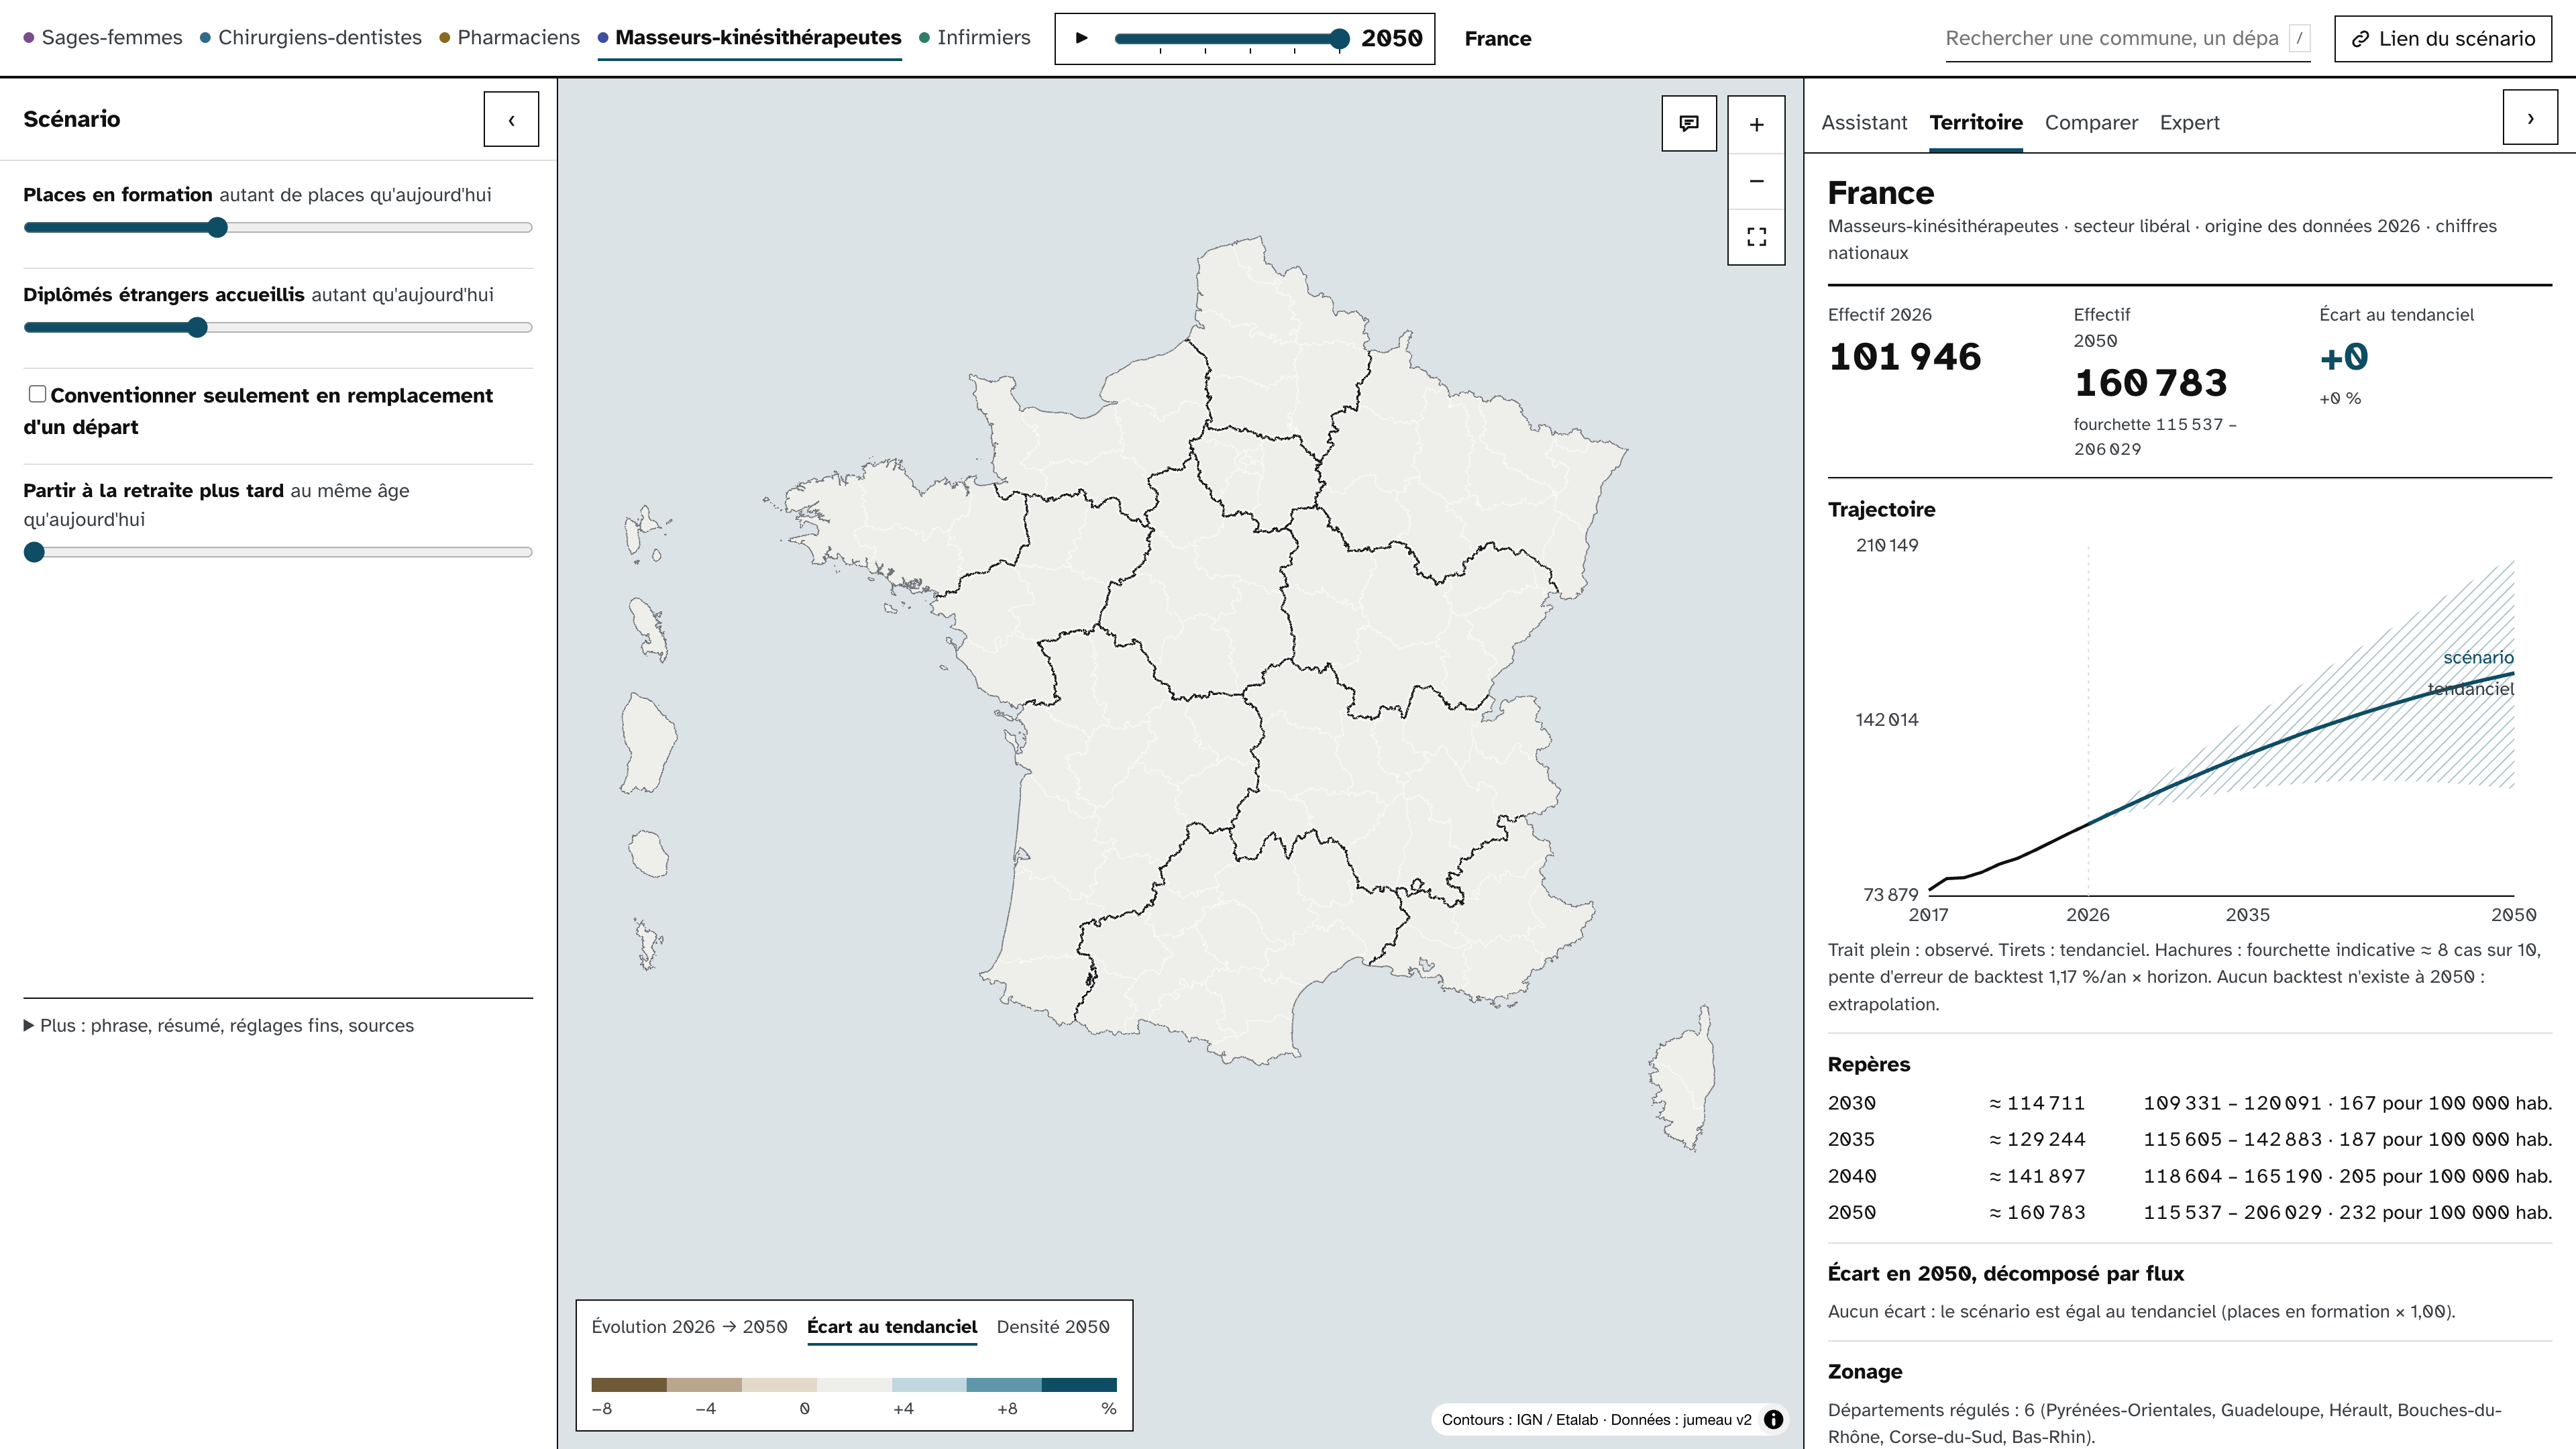 Sages-femmes Chirurgiens-dentistes Pharmaciens Masseurs-kinésithérapeutes Infirmiers 2050 France Rechercher une commune, un dépa / Lien du scénario
Scénario
Places en formation autant de places qu'aujourd'hui
Diplômés étrangers accueillis autant qu'aujourd'hui
Conventionner seulement en remplacement
d'un départ
Partir à la retraite plus tard au même âge
qu'aujourd'hui
Plus : phrase, résumé, réglages fins, sources
Évolution 2026 → 2050 Écart au tendanciel Densité 2050
−8 −4 0 +4 +8 %
Contours : IGN / Etalab · Données : jumeau v2
Assistant Territoire Comparer Expert
France
Masseurs-kinésithérapeutes · secteur libéral · origine des données 2026 · chiffres
nationaux
Effectif 2026
101 946
Effectif
2050
160 783
fourchette 115 537 –
206 029
Écart au tendanciel
+0
+0 %
Trajectoire
210 149
scénario
tendanciel
142 014
73 879
2017 2026 2035 2050
Trait plein : observé. Tirets : tendanciel. Hachures : fourchette indicative ≈ 8 cas sur 10,
pente d'erreur de backtest 1,17 %/an × horizon. Aucun backtest n'existe à 2050 :
extrapolation.
Repères
2030 ≈ 114 711 109 331 – 120 091 · 167 pour 100 000 hab.
2035 ≈ 129 244 115 605 – 142 883 · 187 pour 100 000 hab.
2040 ≈ 141 897 118 604 – 165 190 · 205 pour 100 000 hab.
2050 ≈ 160 783 115 537 – 206 029 · 232 pour 100 000 hab.
Écart en 2050, décomposé par flux
Aucun écart : le scénario est égal au tendanciel (places en formation × 1,00).
Zonage
Départements régulés : 6 (Pyrénées-Orientales, Guadeloupe, Hérault, Bouches-du-
Rhône, Corse-du-Sud, Bas-Rhin).